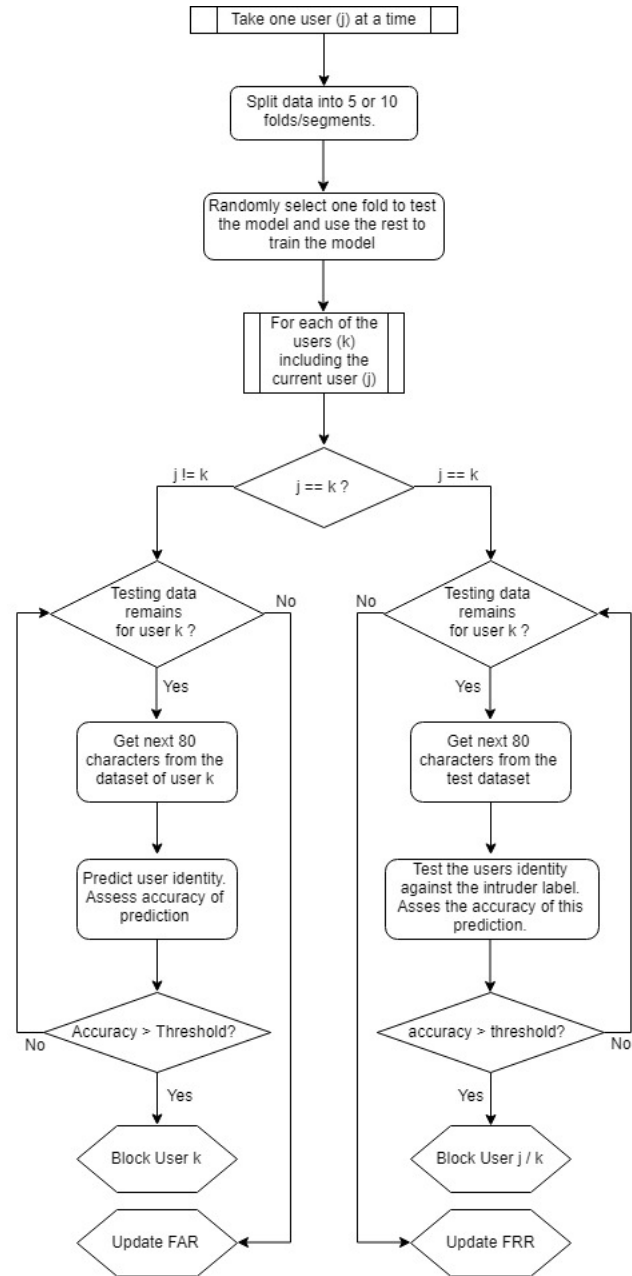 Take one user (j) at a time
Split data into 5 or 10
folds/segments.
Randomly select one fold to test
the model and use the rest to
train the model
For each of the
users (k)
including the
current user (j)
j != k
j == k ?
j == k
Testing data
remains
for user k ?
No
Yes
Get next 80
characters from the
dataset of user k
Predict user identity.
Assess accuracy of
prediction
Accuracy > Threshold?
No
Yes
Block User k
Update FAR
Testing data
remains
for user k ?
No
Yes
Get next 80
characters from the
test dataset
Test the users identity
against the intruder label.
Asses the accuracy of this
prediction.
accuracy > threshold?
No
Yes
Block User j / k
Update FRR